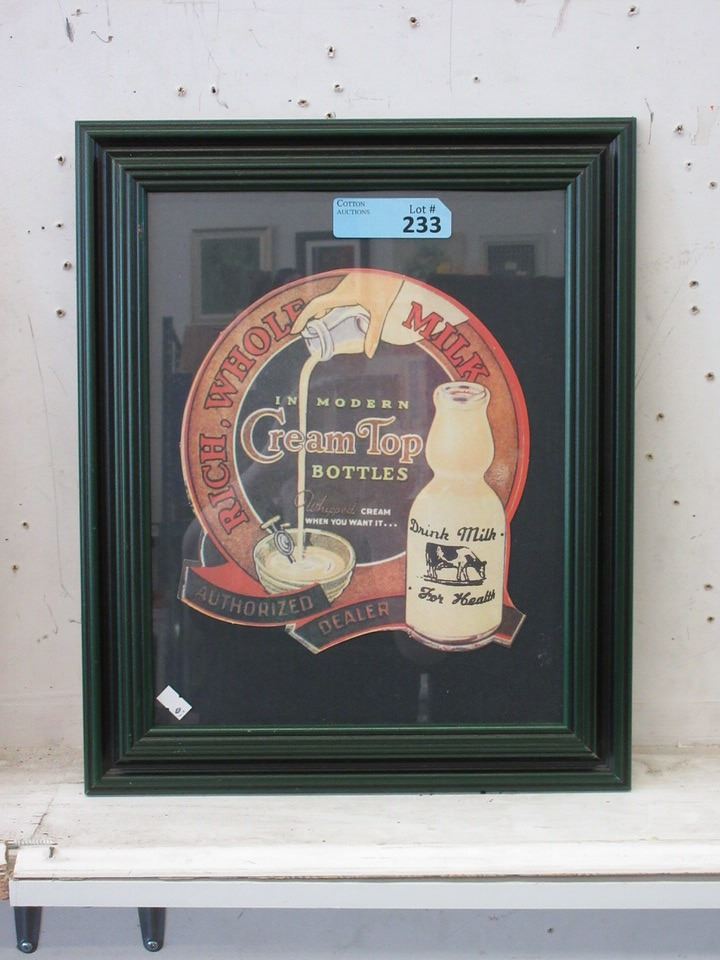 COTTON
AUCTIONS
Lot #
233
RICH, WHOLE MILK
IN MODERN
Cream Top
BOTTLES
Whipped CREAM
WHEN YOU WANT IT...
Drink Milk
For Health
AUTHORIZED
DEALER